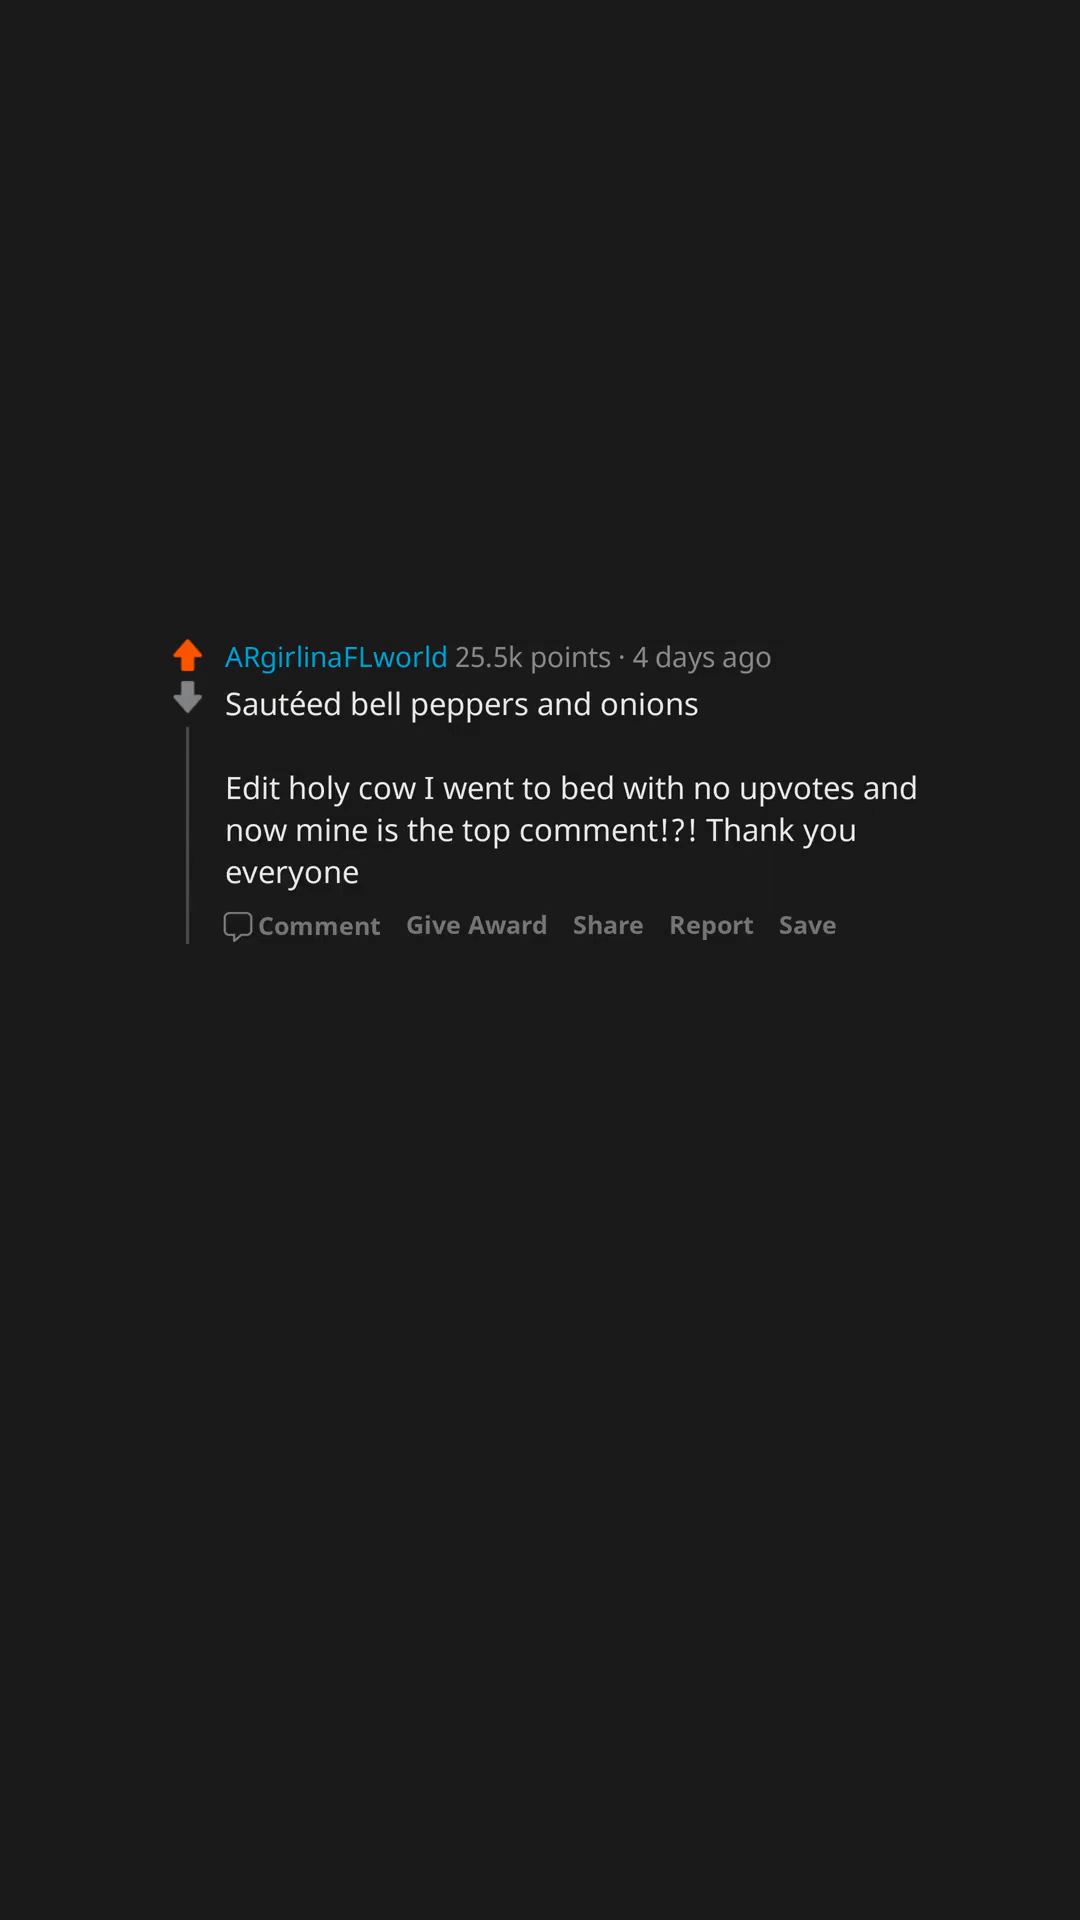 ARgirlinaFLworld 25.5k points · 4 days ago
Sautéed bell peppers and onions
Edit holy cow I went to bed with no upvotes and
now mine is the top comment!?! Thank you
everyone
Comment Give Award Share Report Save